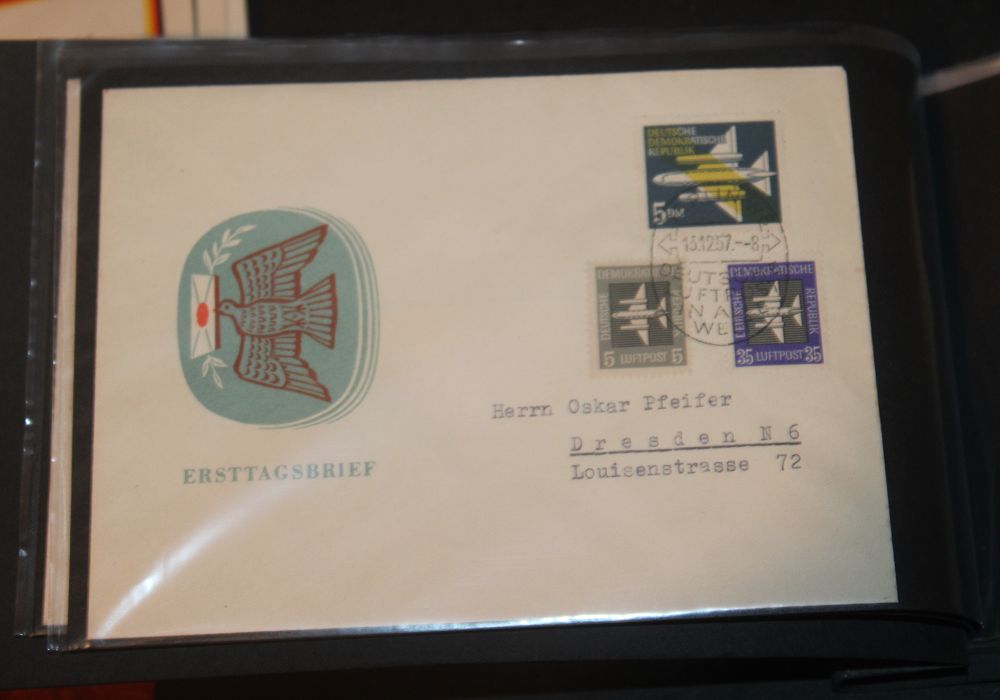 DEUTSCHE
DEMOKRATISCHE
REPUBLIK
5 DM
13.12.57.--8
DEMOKRATISCHE
DEUTSCHE
5 LUFTPOST 5
DEMOKRATISCHE
DEUTSCHE
REPUBLIK
35 LUFTPOST 35
ERSTTAGSBRIEF
Herrn Oskar Pfeifer
Dresden N 6
Louisenstrasse 72